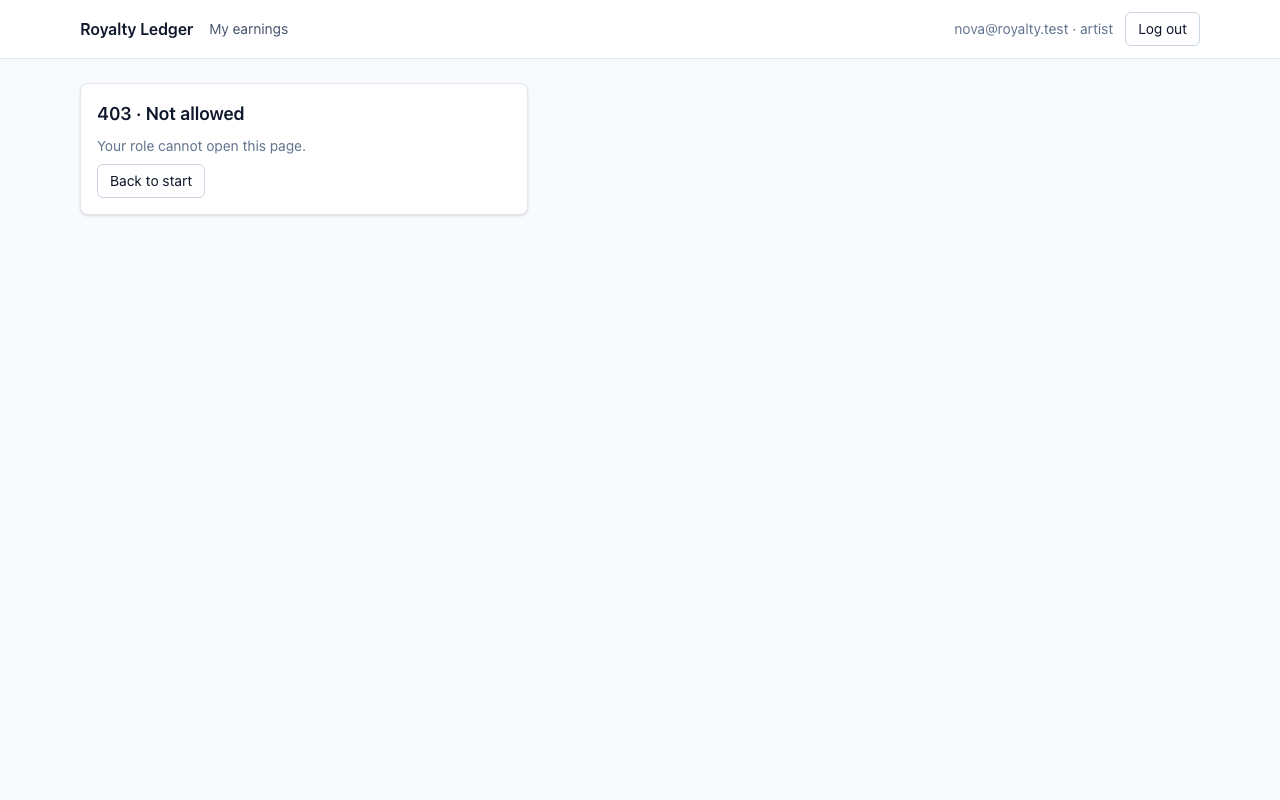 Royalty Ledger My earnings nova@royalty.test · artist Log out
403 · Not allowed
Your role cannot open this page.
Back to start